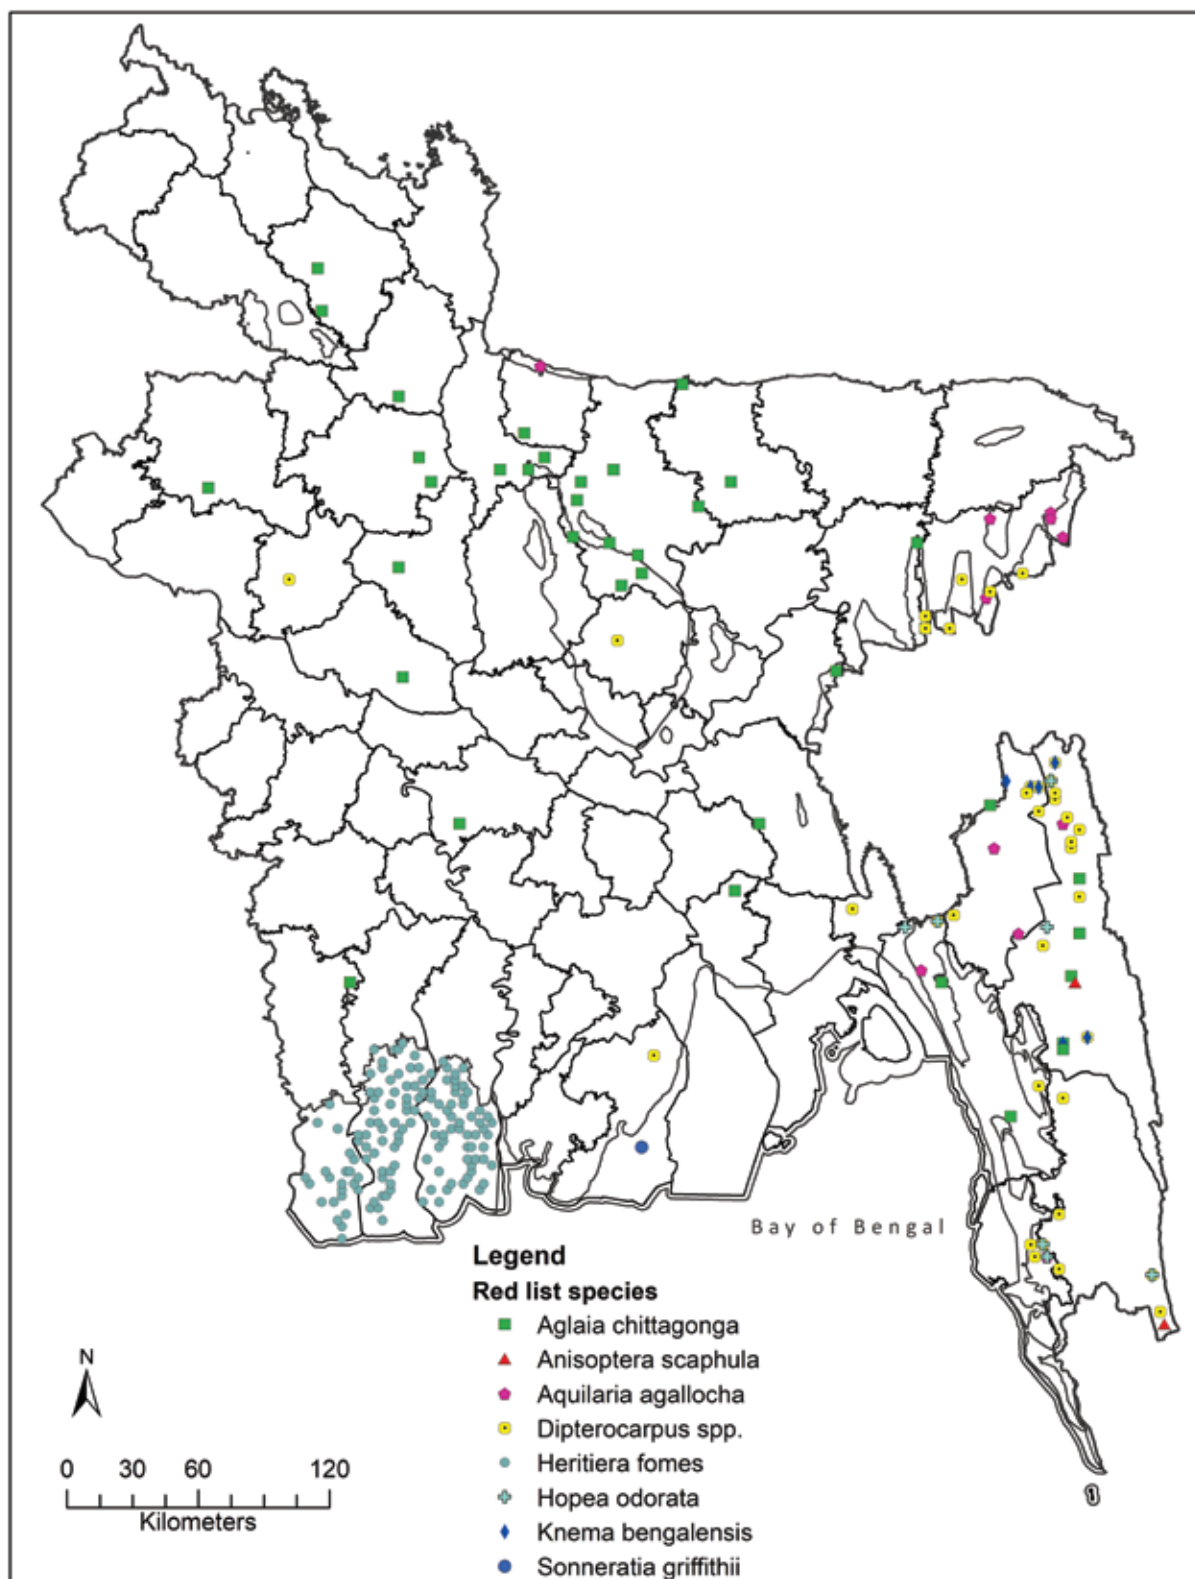 Bay of Bengal
Legend
Red list species
Aglaia chittagonga
Anisoptera scaphula
Aquilaria agallocha
Dipterocarpus spp.
Heritiera fomes
Hopea odorata
Knema bengalensis
Sonneratia griffithii
N
0 30 60 120
Kilometers